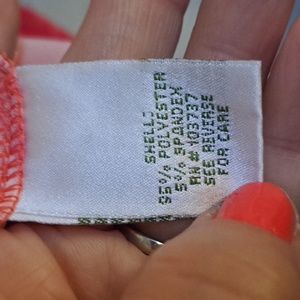 SHELL:
95% POLYESTER
5% SPANDEX
RN# 103737
SEE REVERSE
FOR CARE